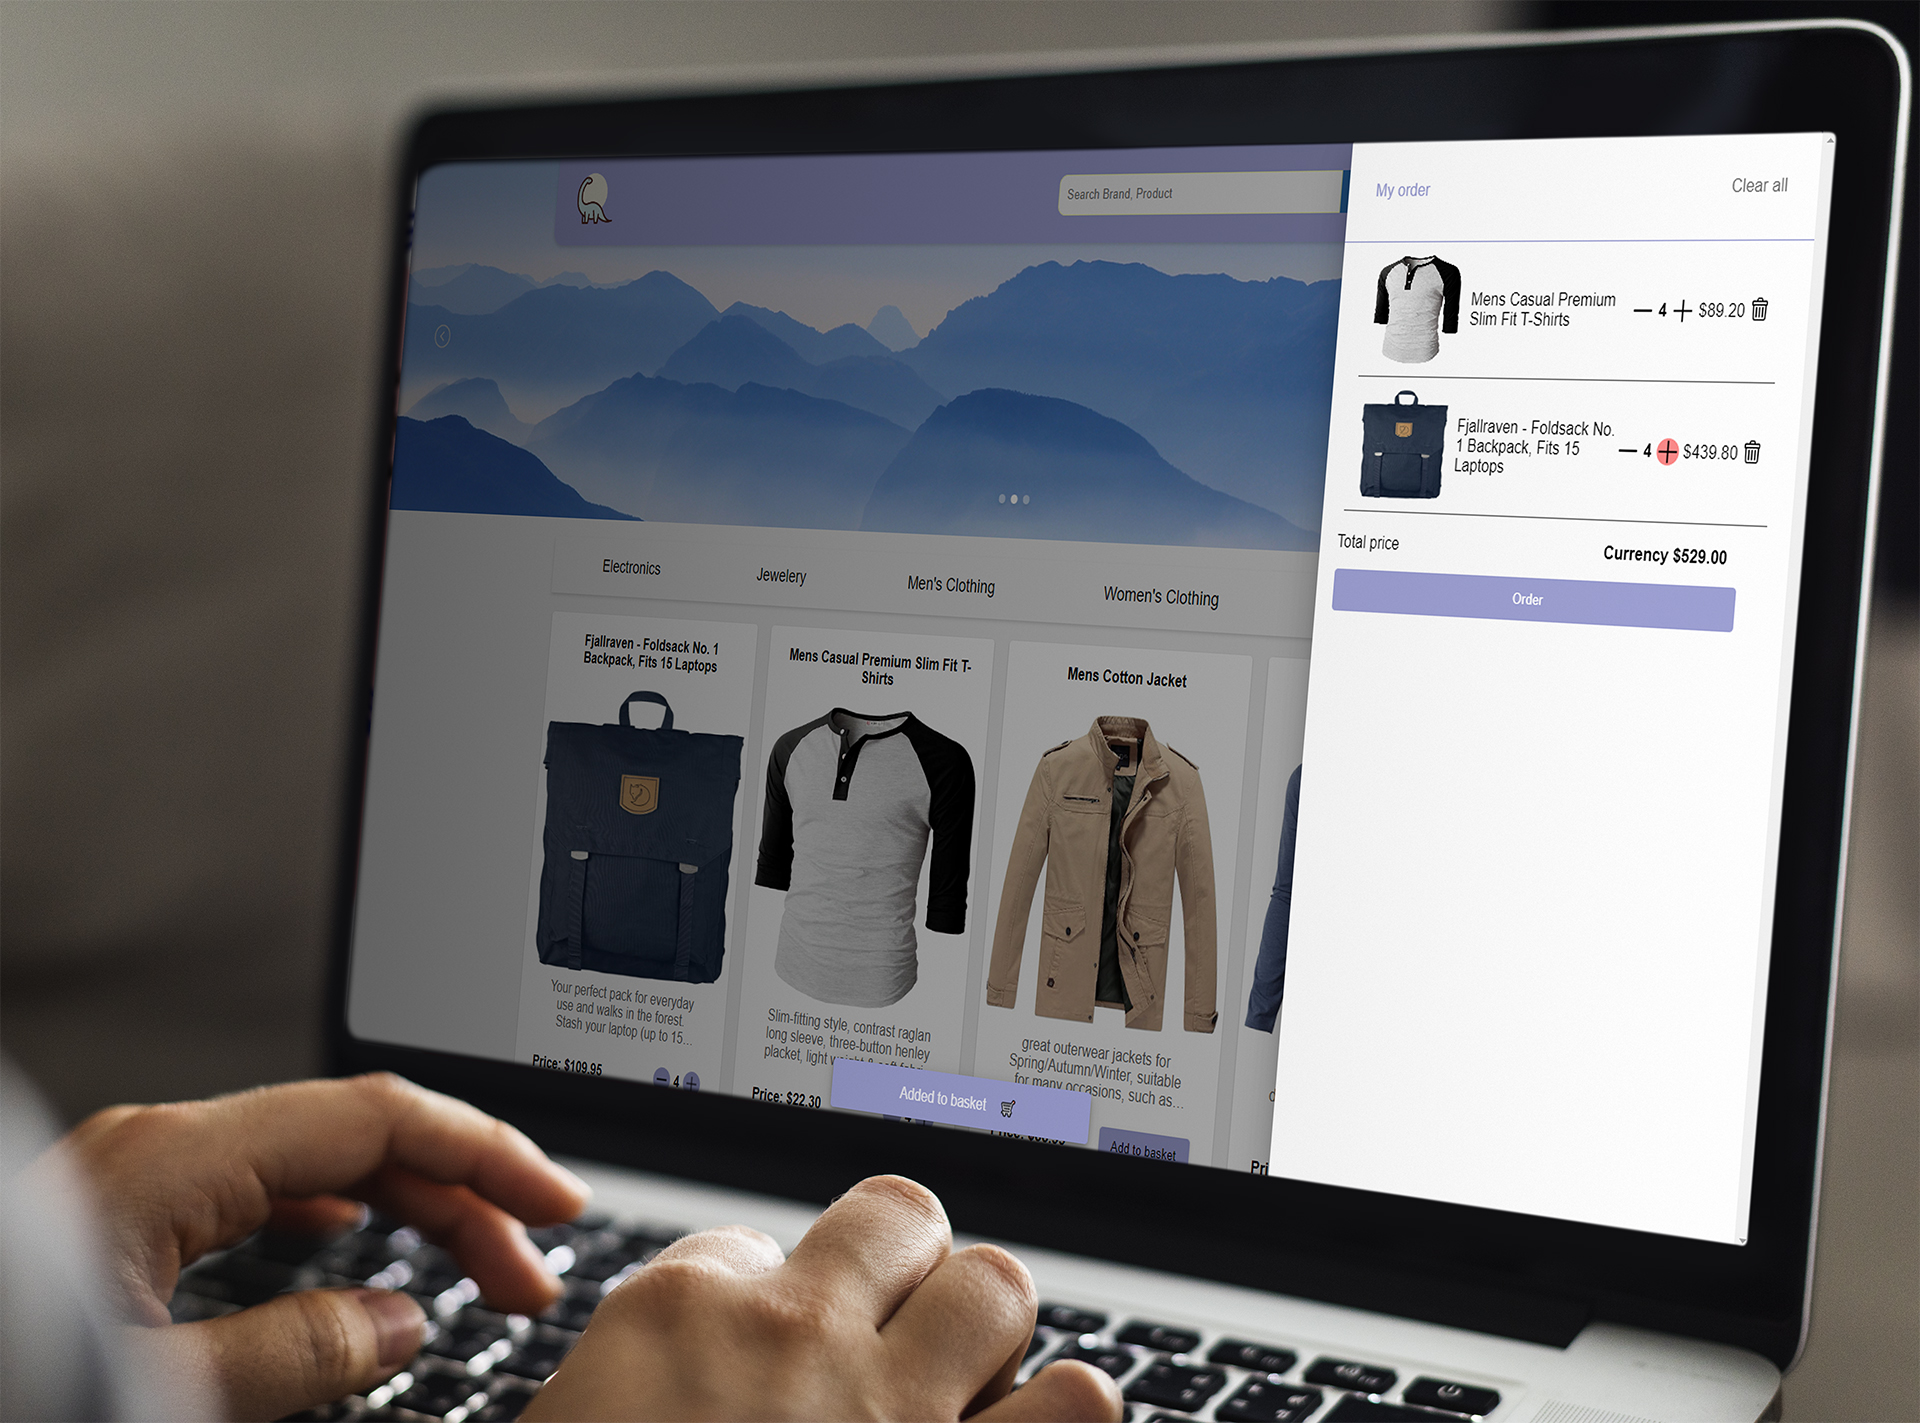 Search Brand, Product
My order
Clear all
Mens Casual Premium
Slim Fit T-Shirts
4
$89.20
Fjallraven - Foldsack No.
1 Backpack, Fits 15
Laptops
4
$439.80
Total price
Currency $529.00
Order
Electronics
Jewelery
Men's Clothing
Women's Clothing
Fjallraven - Foldsack No. 1
Backpack, Fits 15 Laptops
Your perfect pack for everyday
use and walks in the forest.
Stash your laptop (up to 15...
Price: $109.95
4
Mens Casual Premium Slim Fit T-
Shirts
Slim-fitting style, contrast raglan
long sleeve, three-button henley
placket, light weight & soft
Price: $22.30
Mens Cotton Jacket
great outerwear jackets for
Spring/Autumn/Winter, suitable
for many occasions, such as...
Add to basket
Added to basket
Pri